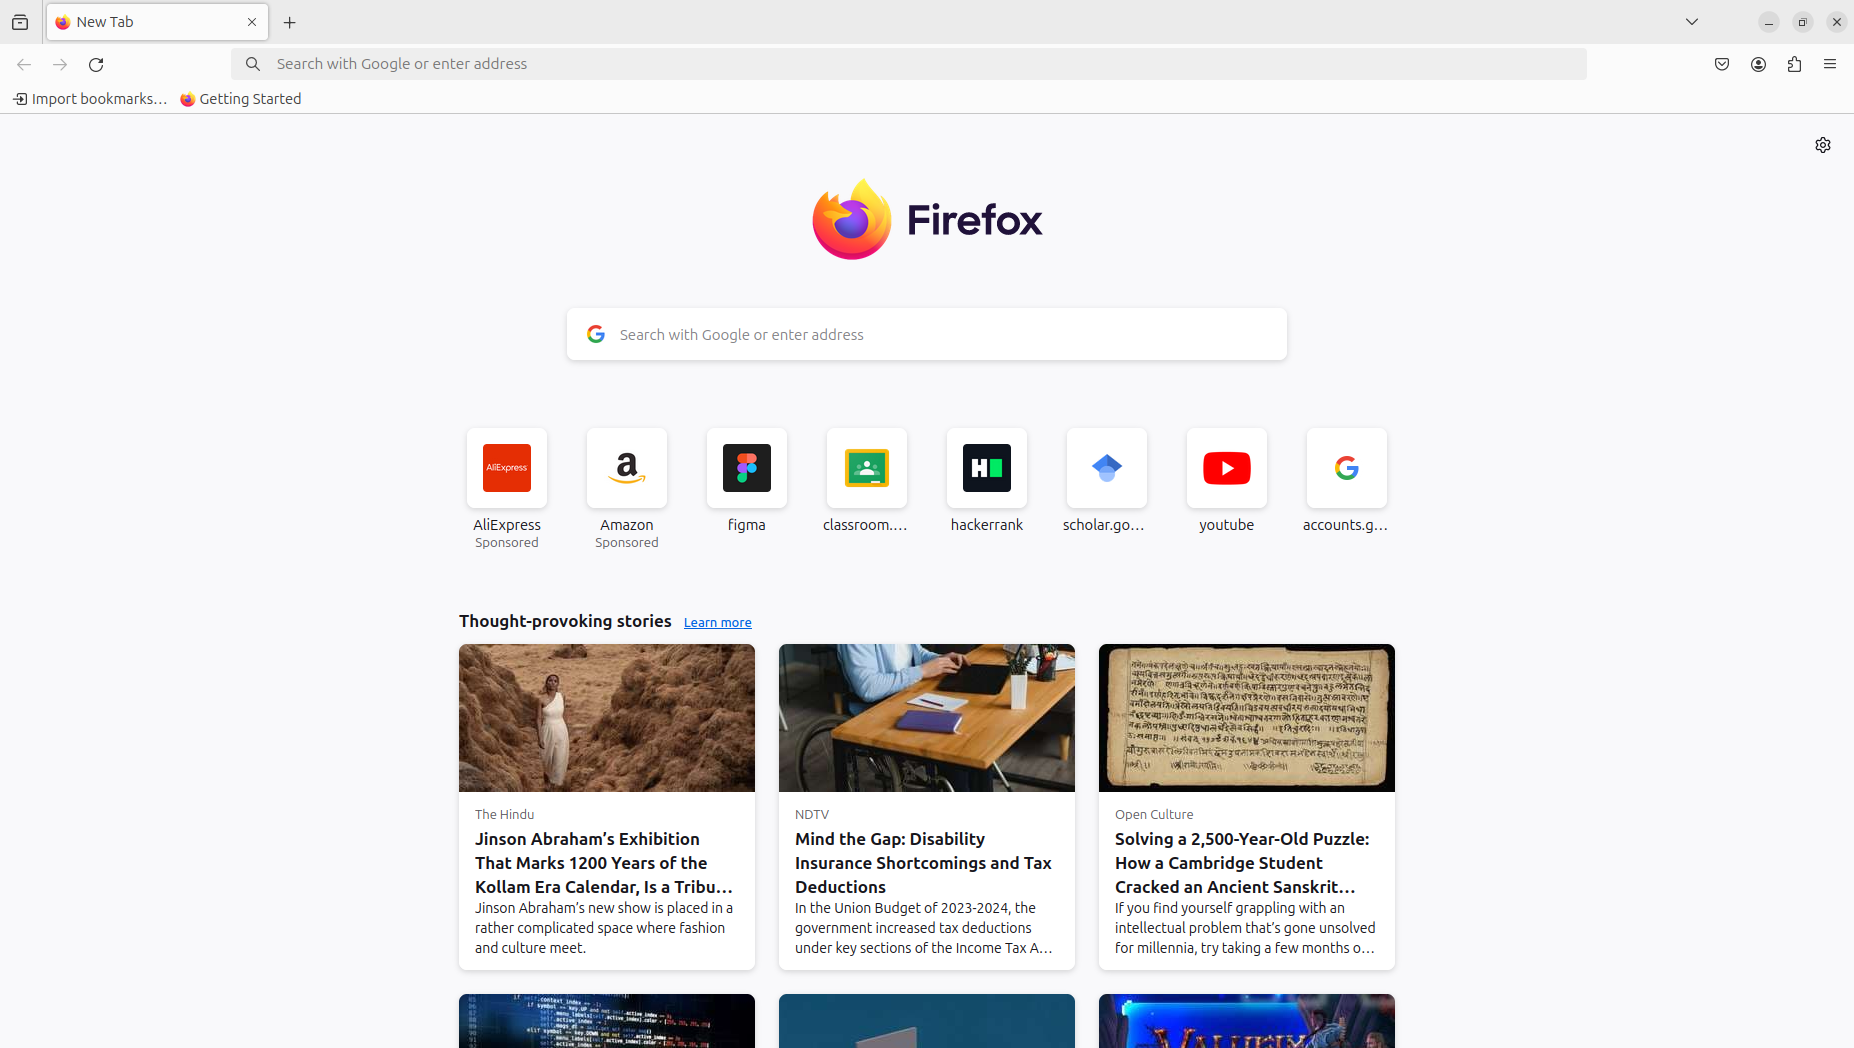 New Tab
Search with Google or enter address
Import bookmarks…
Getting Started
Firefox
Search with Google or enter address
AliExpress
AliExpress
Sponsored
a
Amazon
Sponsored
figma
classroom.…
H
hackerrank
scholar.go…
youtube
accounts.g…
Thought-provoking stories Learn more
The Hindu
Jinson Abraham’s Exhibition
That Marks 1200 Years of the
Kollam Era Calendar, Is a Tribu…
Jinson Abraham’s new show is placed in a
rather complicated space where fashion
and culture meet.
NDTV
Mind the Gap: Disability
Insurance Shortcomings and Tax
Deductions
In the Union Budget of 2023-2024, the
government increased tax deductions
under key sections of the Income Tax A…
Open Culture
Solving a 2,500-Year-Old Puzzle:
How a Cambridge Student
Cracked an Ancient Sanskrit…
If you find yourself grappling with an
intellectual problem that’s gone unsolved
for millennia, try taking a few months o…